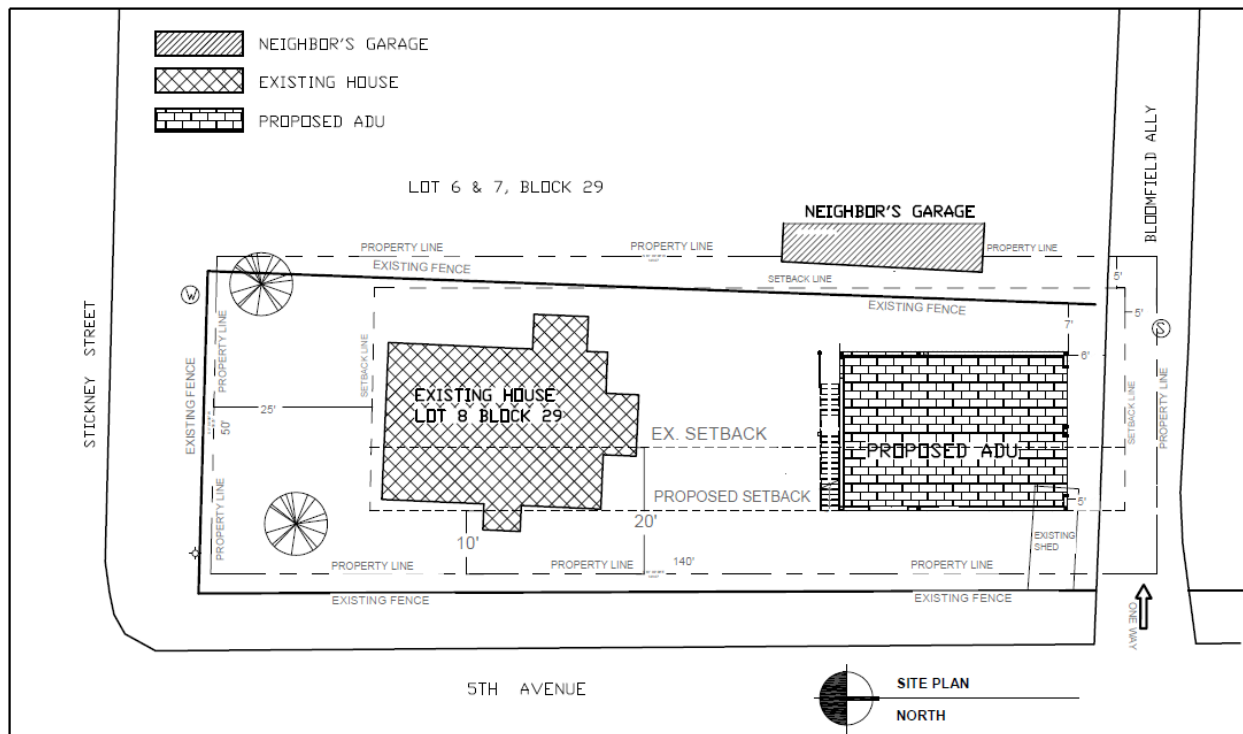 NEIGHBOR'S GARAGE
EXISTING HOUSE
PROPOSED ADU
LOT 6 & 7, BLOCK 29
BLOOMFIELD ALLY
NEIGHBOR'S GARAGE
PROPERTY LINE
PROPERTY LINE
PROPERTY LINE
EXISTING FENCE
SETBACK LINE
5'
W
EXISTING FENCE
5'
S
7'
6'
STICKNEY STREET
EXISTING FENCE
PROPERTY LINE
SETBACK LINE
25'
50'
EXISTING HOUSE
LOT 8 BLOCK 29
EX. SETBACK
PROPOSED ADU
SETBACK LINE
PROPERTY LINE
PROPOSED SETBACK
5'
PROPERTY LINE
10'
20'
EXISTING
SHED
140'
PROPERTY LINE
PROPERTY LINE
PROPERTY LINE
EXISTING FENCE
EXISTING FENCE
ONE WAY
5TH AVENUE
SITE PLAN
NORTH